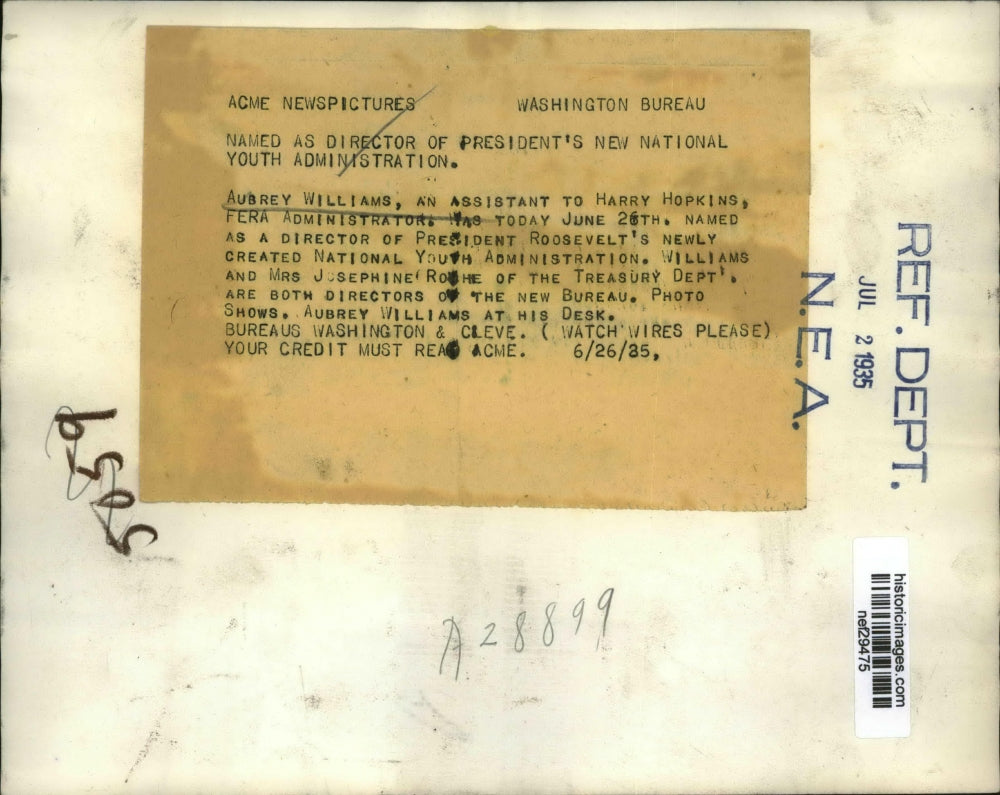 ACME NEWSPICTURES WASHINGTON BUREAU
NAMED AS DIRECTOR OF PRESIDENT'S NEW NATIONAL
YOUTH ADMINISTRATION.
AUBREY WILLIAMS, AN ASSISTANT TO HARRY HOPKINS,
FERA ADMINISTRATOR. WAS TODAY JUNE 26TH. NAMED
AS A DIRECTOR OF PRESIDENT ROOSEVELT'S NEWLY
CREATED NATIONAL YOUTH ADMINISTRATION. WILLIAMS
AND MRS JOSEPHINE ROCHE OF THE TREASURY DEPT'.
ARE BOTH DIRECTORS OF THE NEW BUREAU. PHOTO
SHOWS. AUBREY WILLIAMS AT HIS DESK.
BUREAUS WASHINGTON & CLEVE. ( WATCH WIRES PLEASE)
YOUR CREDIT MUST READ ACME. 6/26/35,
REF. DEPT.
JUL 2 1935
N.E.A.
A28899
historicimages.com
nef29475